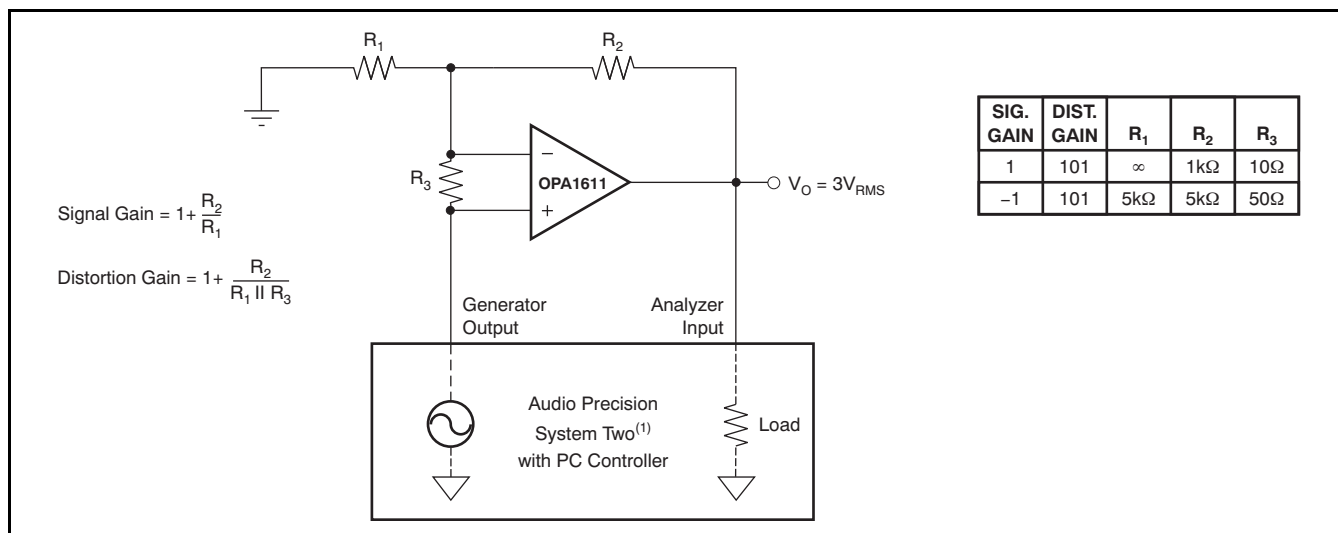 R1
R2
R3
OPA1611
−
+
VO = 3VRMS
Signal Gain = 1+ R2/R1
Distortion Gain = 1+ R2/(R1 II R3)
Generator
Output
Analyzer
Input
Audio Precision
System Two(1)
with PC Controller
Load
SIG. GAIN DIST. GAIN R1 R2 R3
1 101 ∞ 1kΩ 10Ω
−1 101 5kΩ 5kΩ 50Ω